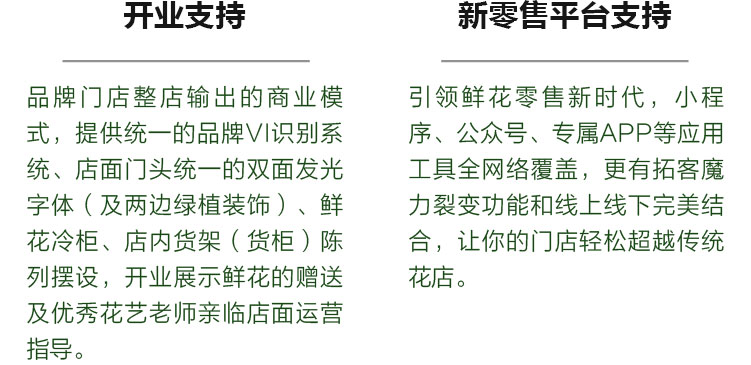 开业支持
品牌门店整店输出的商业模
式，提供统一的品牌VI识别系
统、店面门头统一的双面发光
字体（及两边绿植装饰）、鲜
花冷柜、店内货架（货柜）陈
列摆设，开业展示鲜花的赠送
及优秀花艺老师亲临店面运营
指导。
新零售平台支持
引领鲜花零售新时代，小程
序、公众号、专属APP等应用
工具全网络覆盖，更有拓客魔
力裂变功能和线上线下完美结
合，让你的门店轻松超越传统
花店。